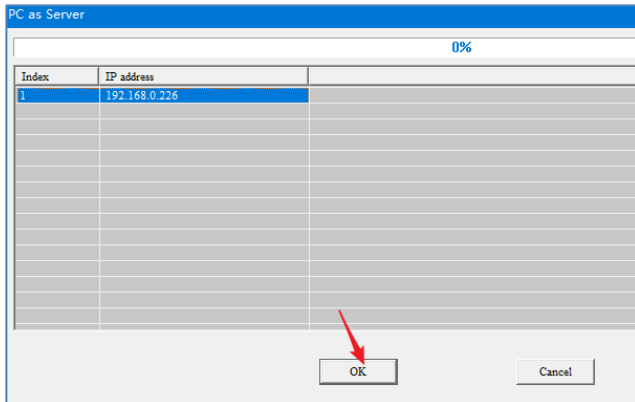 PC as Server
0%
Index IP address
1 192.168.0.226
OK Cancel